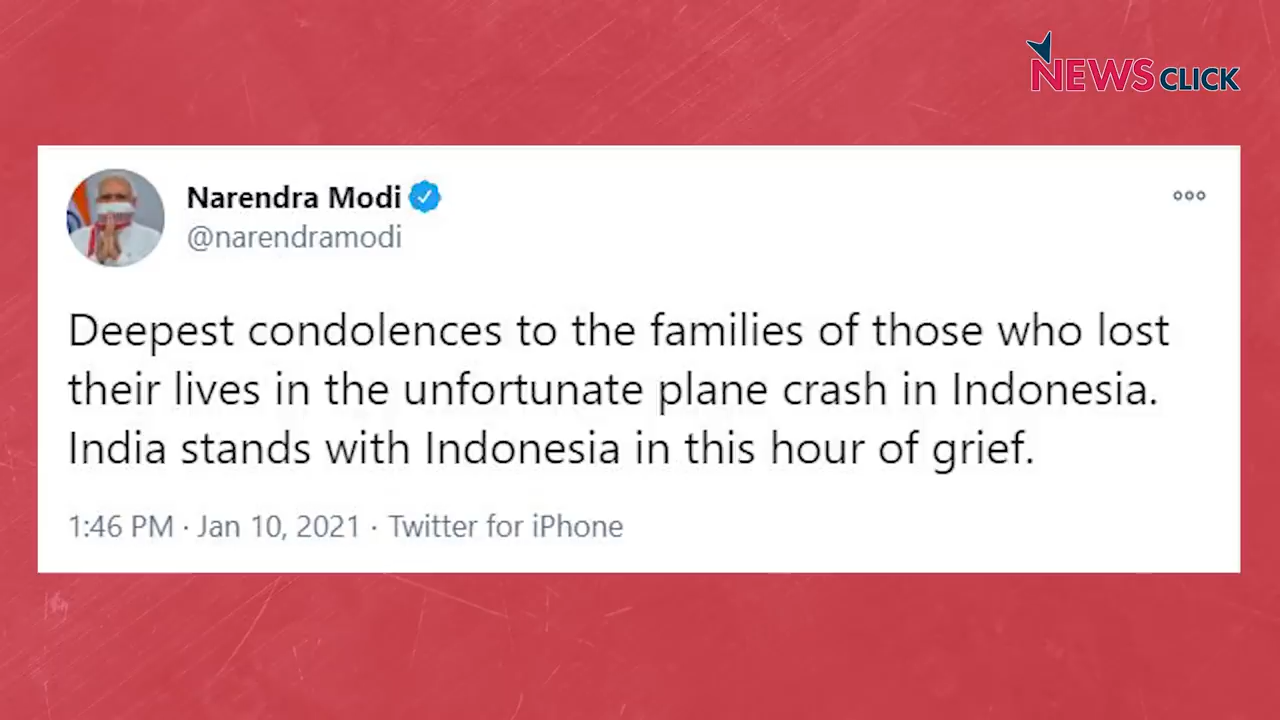 NEWSCLICK
Narendra Modi
@narendramodi
Deepest condolences to the families of those who lost
their lives in the unfortunate plane crash in Indonesia.
India stands with Indonesia in this hour of grief.
1:46 PM · Jan 10, 2021 · Twitter for iPhone